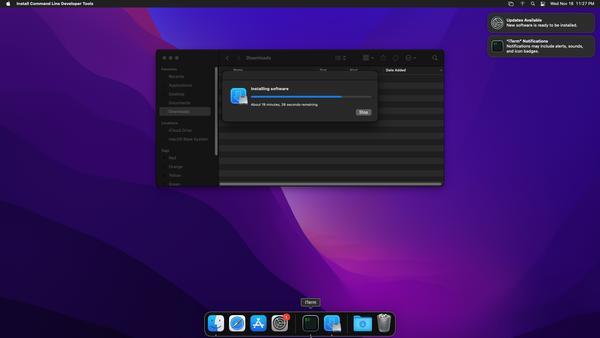 Install Command Line Developer Tools
Wed Nov 16 11:27 PM
Updates Available
New software is ready to be installed.
"iTerm" Notifications
Notifications may include alerts, sounds,
and icon badges.
Downloads
Favorites
Recents
Applications
Desktop
Documents
Downloads
Locations
iCloud Drive
macOS Base System
Tags
Red
Orange
Yellow
Green
Name
Size
Kind
Date Added
Installing software
About 19 minutes, 28 seconds remaining
Stop
iTerm
1